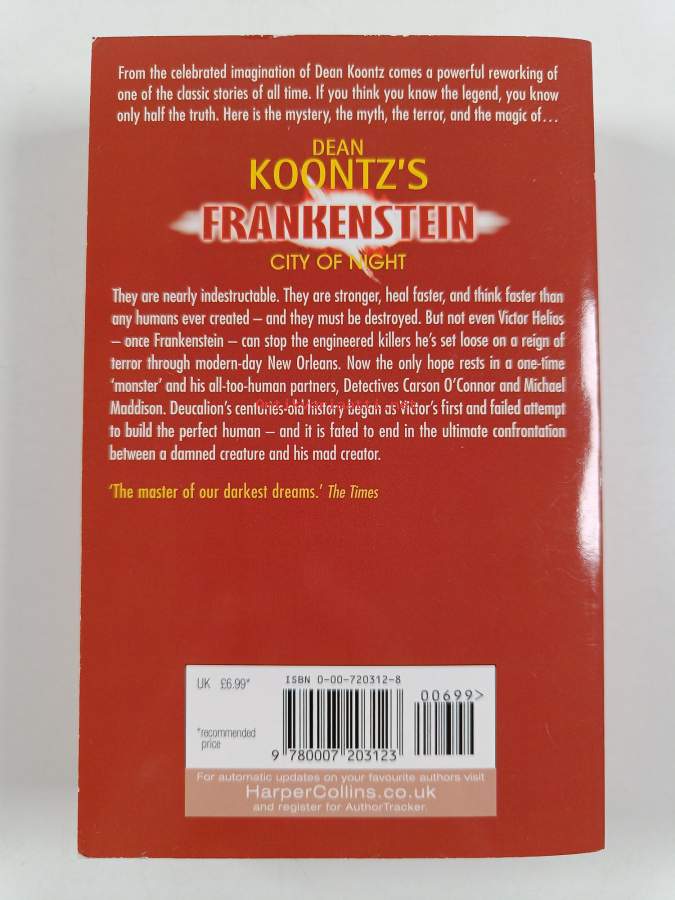 From the celebrated imagination of Dean Koontz comes a powerful reworking of
one of the classic stories of all time. If you think you know the legend, you know
only half the truth. Here is the mystery, the myth, the terror, and the magic of...
DEAN
KOONTZ'S
FRANKENSTEIN
CITY OF NIGHT
They are nearly indestructable. They are stronger, heal faster, and think faster than
any humans ever created – and they must be destroyed. But not even Victor Helios
– once Frankenstein – can stop the engineered killers he's set loose on a reign of
terror through modern-day New Orleans. Now the only hope rests in a one-time
'monster' and his all-too-human partners, Detectives Carson O'Connor and Michael
Maddison. Deucalion's centuries-old history began as Victor's first and failed attempt
to build the perfect human – and it is fated to end in the ultimate confrontation
between a damned creature and his mad creator.
'The master of our darkest dreams.' The Times
UK £6.99*
*recommended
price
ISBN 0-00-720312-8
00699>
9 780007 203123
For automatic updates on your favourite authors visit
HarperCollins.co.uk
and register for AuthorTracker.